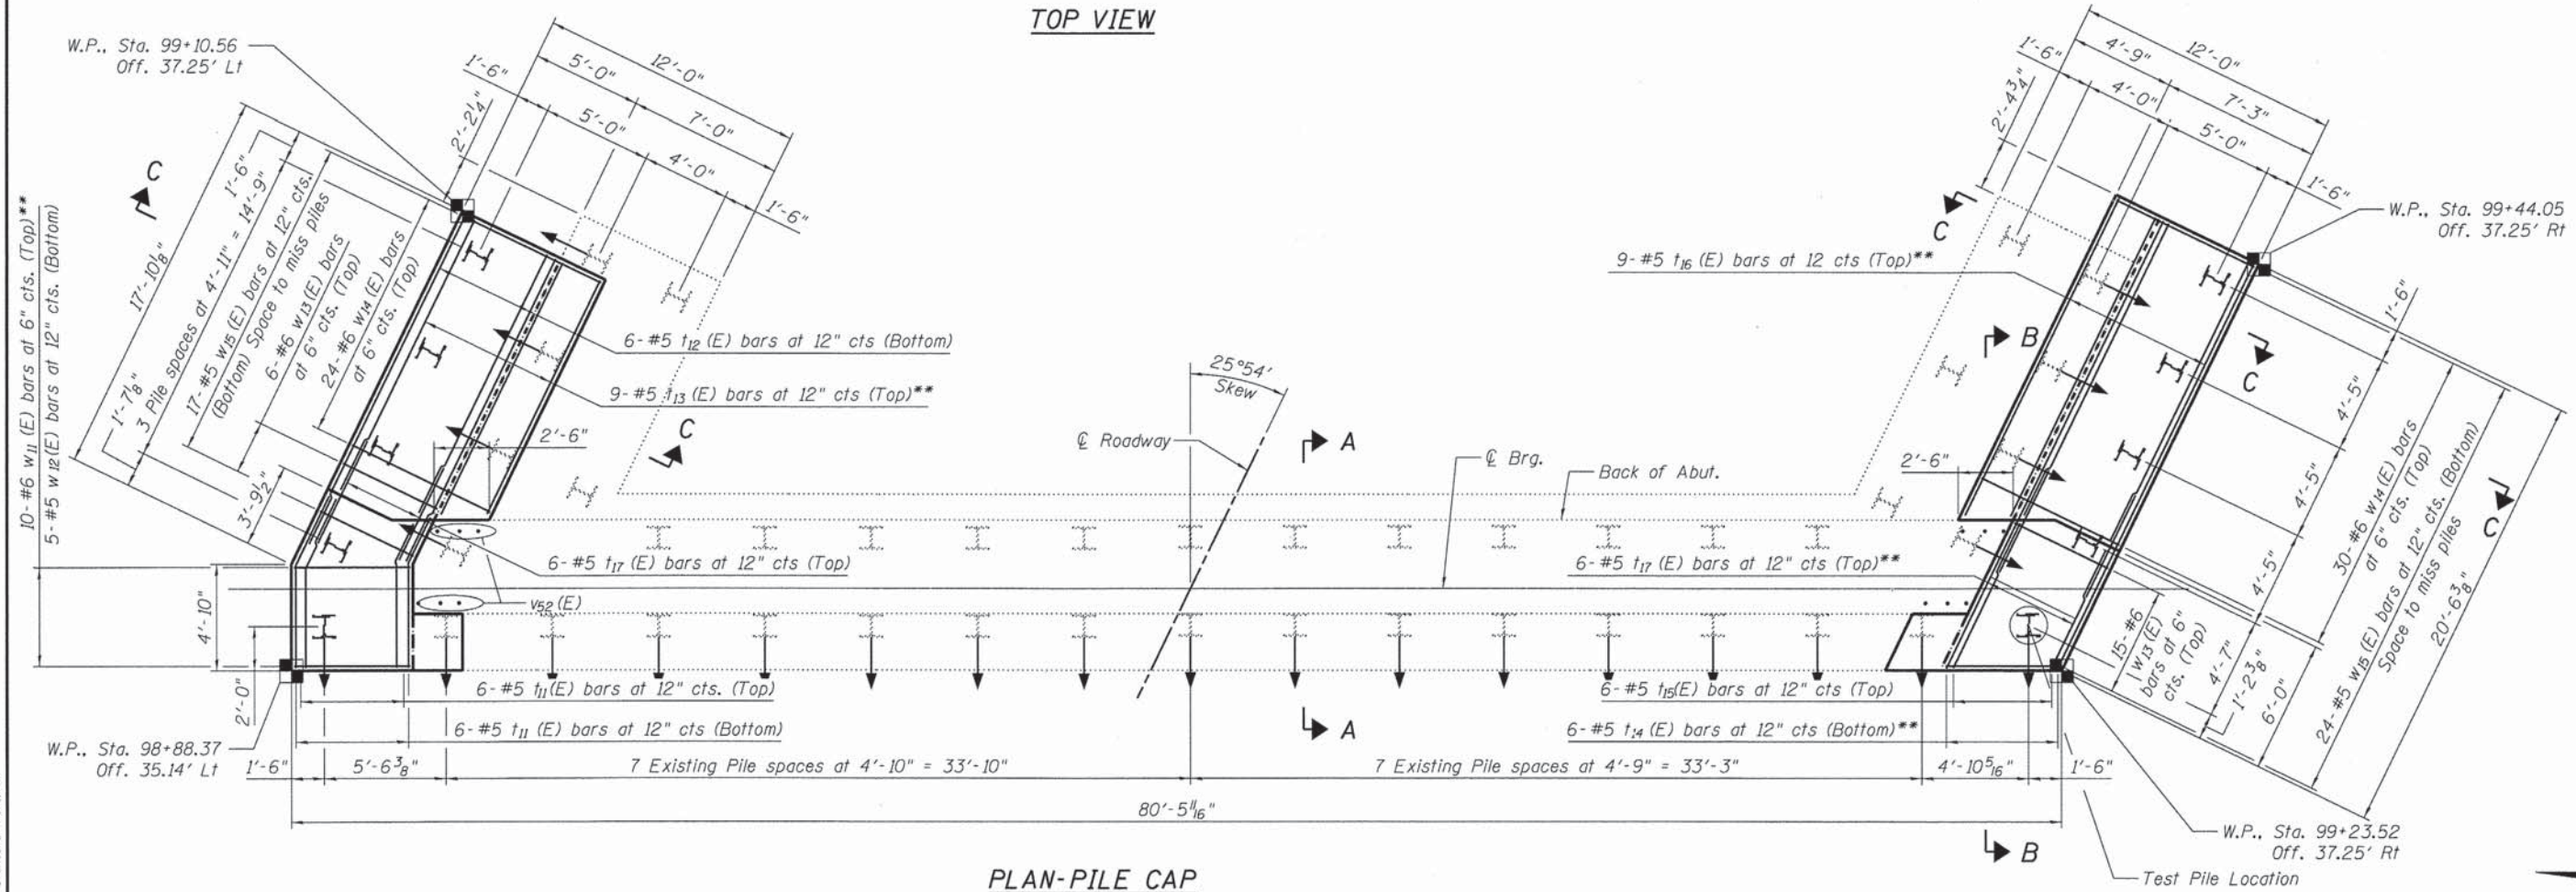 TOP VIEW
W.P., Sta. 99+10.56
Off. 37.25' Lt
1'-6"
5'-0"
12'-0"
5'-0"
7'-0"
4'-0"
1'-6"
2'-2¼"
C
17'-10⅛"
1'-6"
1'-7⅛"
3 Pile spaces at 4'-11" = 14'-9"
17- #5 w15(E) bars at 12" cts.
(Bottom) Space to miss piles
6- #6 w13(E) bars
at 6" cts. (Top)
24- #6 w14(E) bars
at 6" cts. (Top)
3'-9½"
10- #6 w11 (E) bars at 6" cts. (Top)**
5- #5 w12(E) bars at 12" cts. (Bottom)
6- #5 t12 (E) bars at 12" cts (Bottom)
9- #5 t13 (E) bars at 12" cts (Top)**
C
2'-6"
6- #5 t17 (E) bars at 12" cts (Top)
v52 (E)
4'-10"
2'-0"
6- #5 t11(E) bars at 12" cts. (Top)
6- #5 t11 (E) bars at 12" cts (Bottom)
W.P., Sta. 98+88.37
Off. 35.14' Lt
1'-6"
5'-6⅜"
7 Existing Pile spaces at 4'-10" = 33'-10"
25°54'
Skew
℄ Roadway
A
A
℄ Brg.
Back of Abut.
1'-6"
4'-9"
12'-0"
4'-0"
7'-3"
5'-0"
1'-6"
2'-4¾"
C
W.P., Sta. 99+44.05
Off. 37.25' Rt
9- #5 t16 (E) bars at 12 cts (Top)**
B
C
2'-6"
6- #5 t17 (E) bars at 12" cts (Top)**
1'-6"
4'-5"
4'-5"
4'-5"
4'-7"
1'-2⅜"
6'-0"
15- #6
w13(E)
bars at 6"
cts. (Top)
30- #6 w14(E) bars
at 6" cts. (Top)
24- #5 w15(E) bars at 12" cts. (Bottom)
Space to miss piles
20'-6⅜"
C
6- #5 t15(E) bars at 12" cts (Top)
6- #5 t14 (E) bars at 12" cts (Bottom)**
7 Existing Pile spaces at 4'-9" = 33'-3"
4'-10 5/16"
1'-6"
80'-5 11/16"
B
W.P., Sta. 99+23.52
Off. 37.25' Rt
Test Pile Location
PLAN-PILE CAP